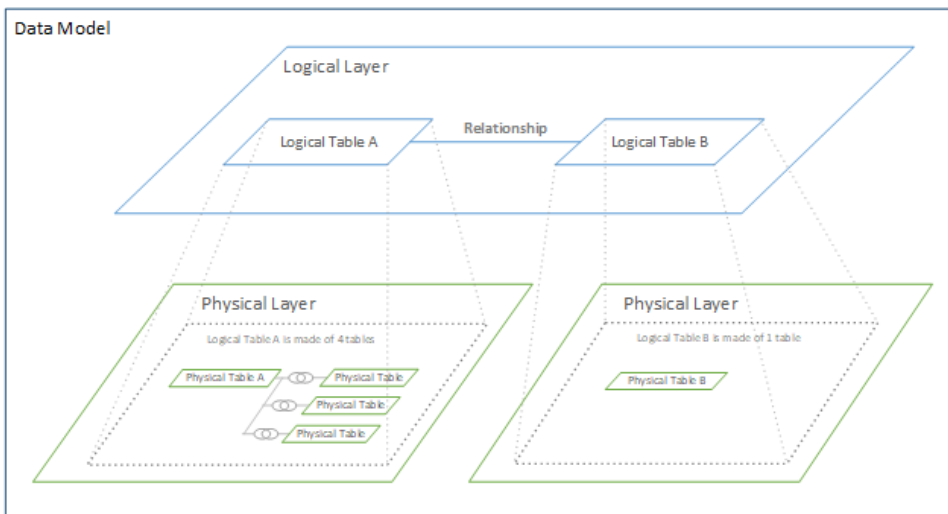 Data Model
Logical Layer
Logical Table A
Relationship
Logical Table B
Physical Layer
Logical Table A is made of 4 tables
Physical Table A
Physical Table
Physical Table
Physical Table
Physical Layer
Logical Table B is made of 1 table
Physical Table B